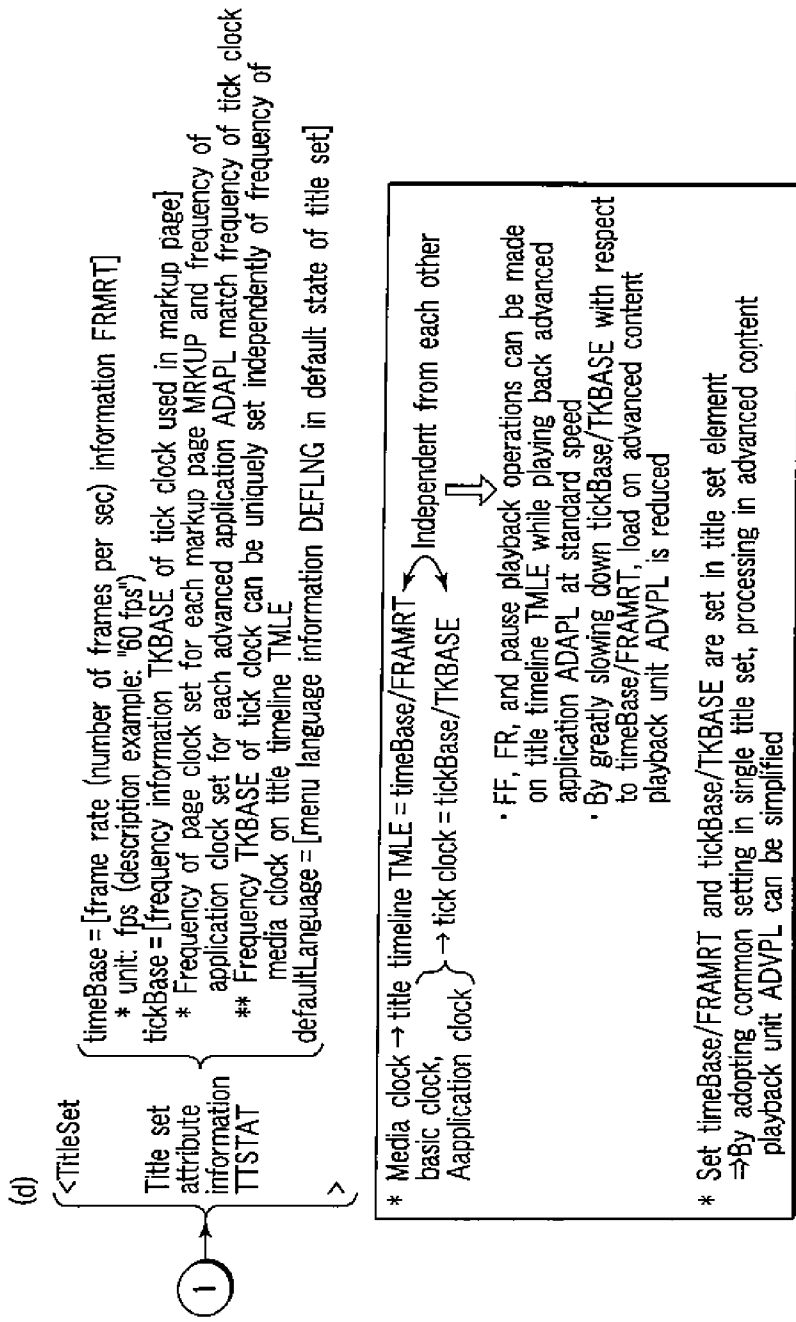 (d)
<TitleSet
1
Title set
attribute
information
TTSTAT
timeBase = [frame rate (number of frames per sec) information FRMRT]
* unit: fps (description example: "60 fps")
tickBase = [frequency information TKBASE of tick clock used in markup page]
* Frequency of page clock set for each markup page MRKUP and frequency of
application clock set for each advanced application ADAPL match frequency of tick clock
** Frequency TKBASE of tick clock can be uniquely set independently of frequency of
media clock on title timeline TMLE
defaultLanguage = [menu language information DEFLNG in default state of title set]
>
* Media clock → title timeline TMLE = timeBase/FRAMRT
basic clock,
Aapplication clock } → tick clock = tickBase/TKBASE
Independent from each other
· FF, FR, and pause playback operations can be made
on title timeline TMLE while playing back advanced
application ADAPL at standard speed
· By greatly slowing down tickBase/TKBASE with respect
to timeBase/FRAMRT, load on advanced content
playback unit ADVPL is reduced
* Set timeBase/FRAMRT and tickBase/TKBASE are set in title set element
⇒By adopting common setting in single title set, processing in advanced content
playback unit ADVPL can be simplified